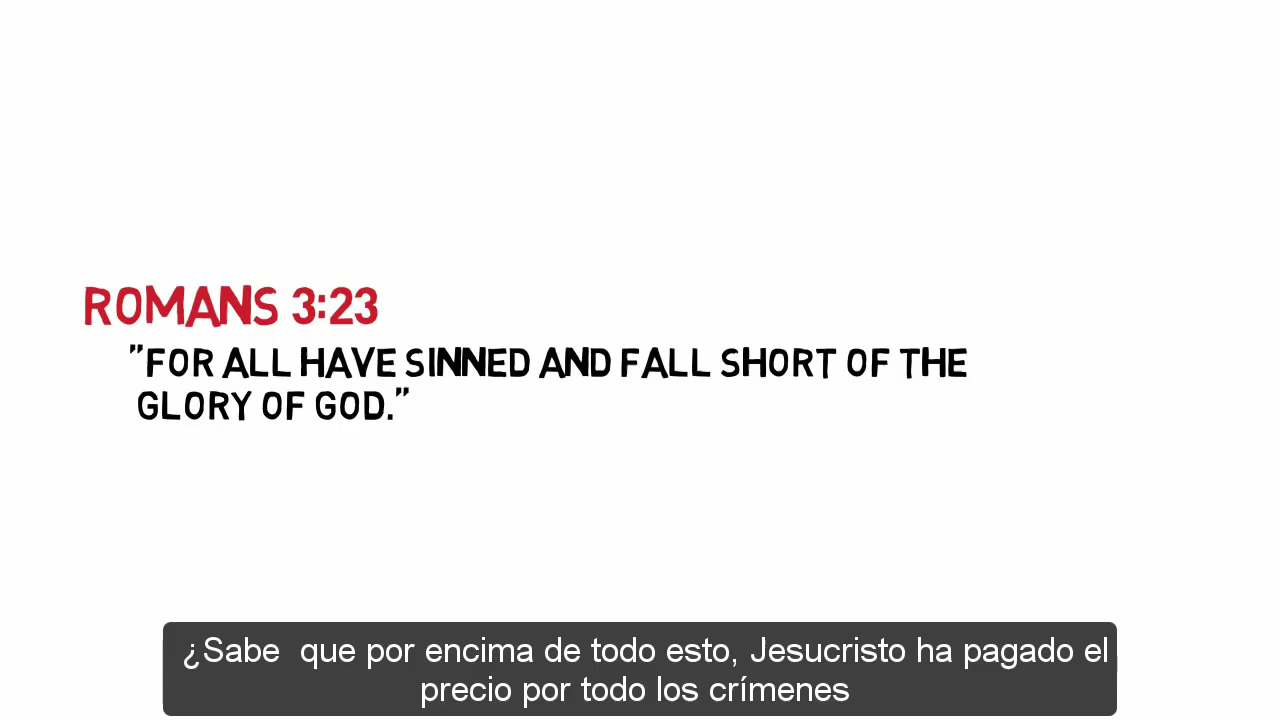 ROMANS 3:23
"FOR ALL HAVE SINNED AND FALL SHORT OF THE
GLORY OF GOD."
¿Sabe  que por encima de todo esto, Jesucristo ha pagado el
precio por todo los crímenes